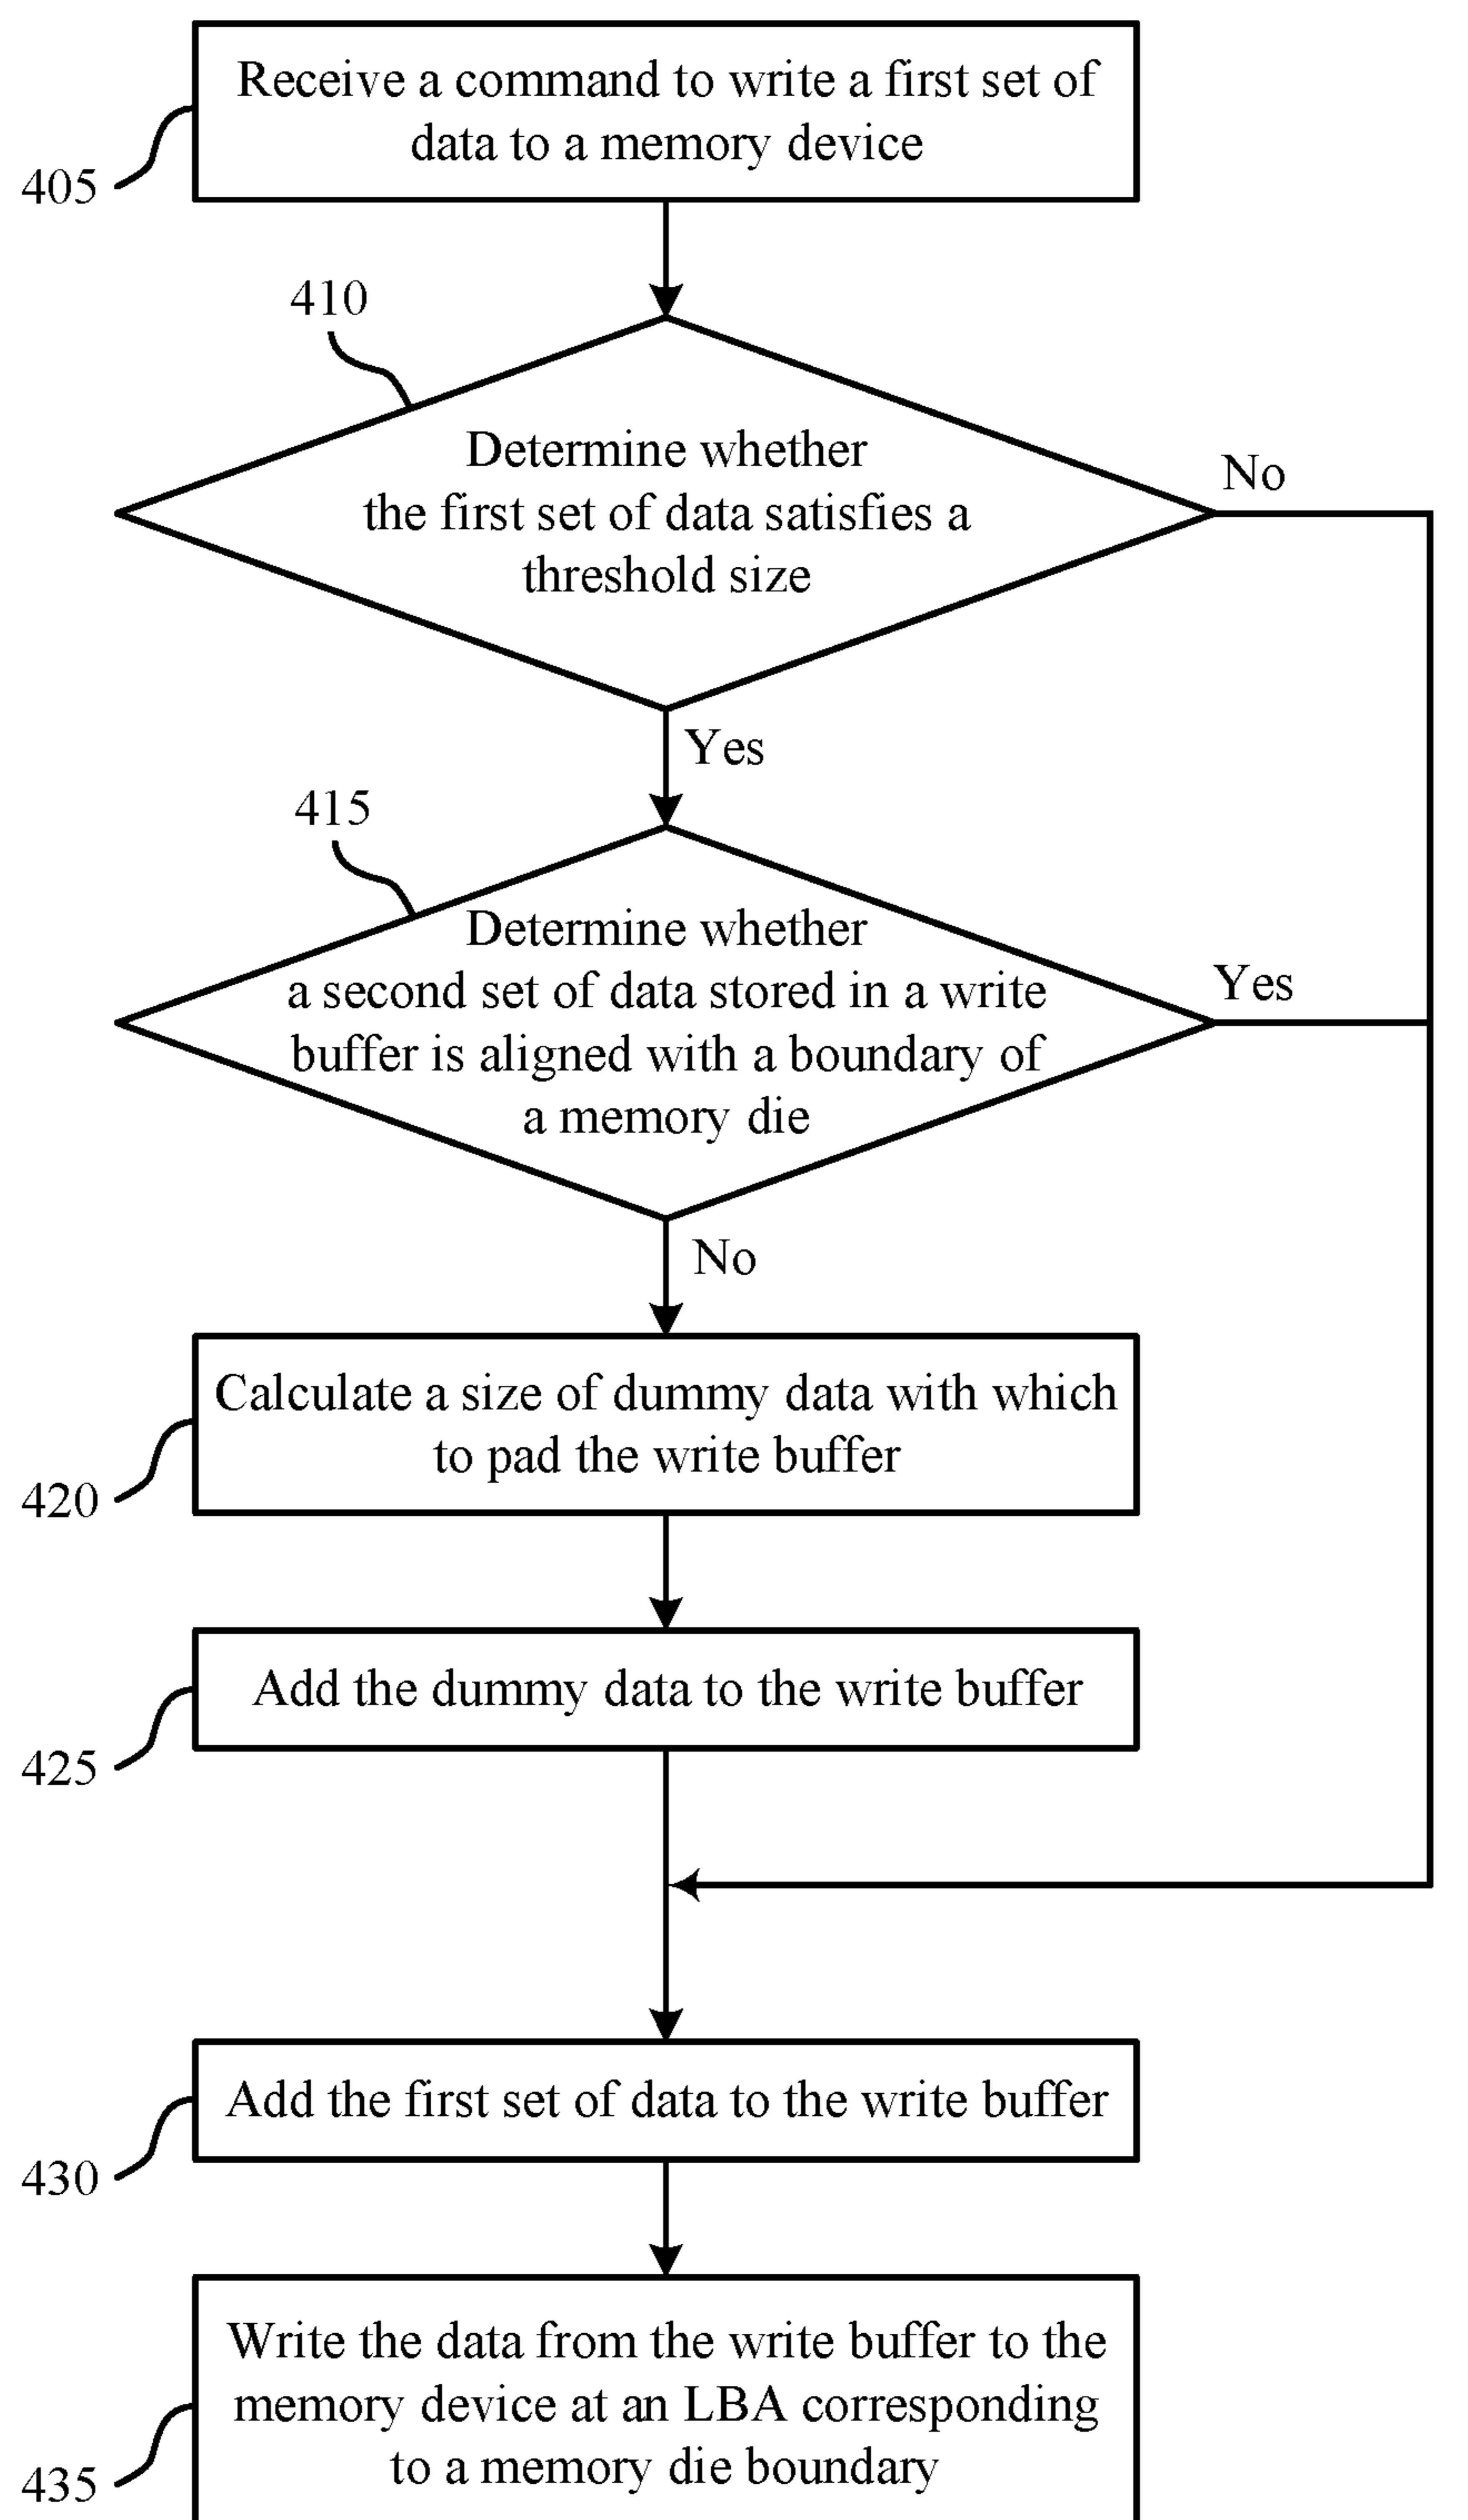 Receive a command to write a first set of
data to a memory device
405
410
Determine whether
the first set of data satisfies a
threshold size
No
Yes
415
Determine whether
a second set of data stored in a write
buffer is aligned with a boundary of
a memory die
Yes
No
Calculate a size of dummy data with which
to pad the write buffer
420
Add the dummy data to the write buffer
425
Add the first set of data to the write buffer
430
Write the data from the write buffer to the
memory device at an LBA corresponding
to a memory die boundary
435